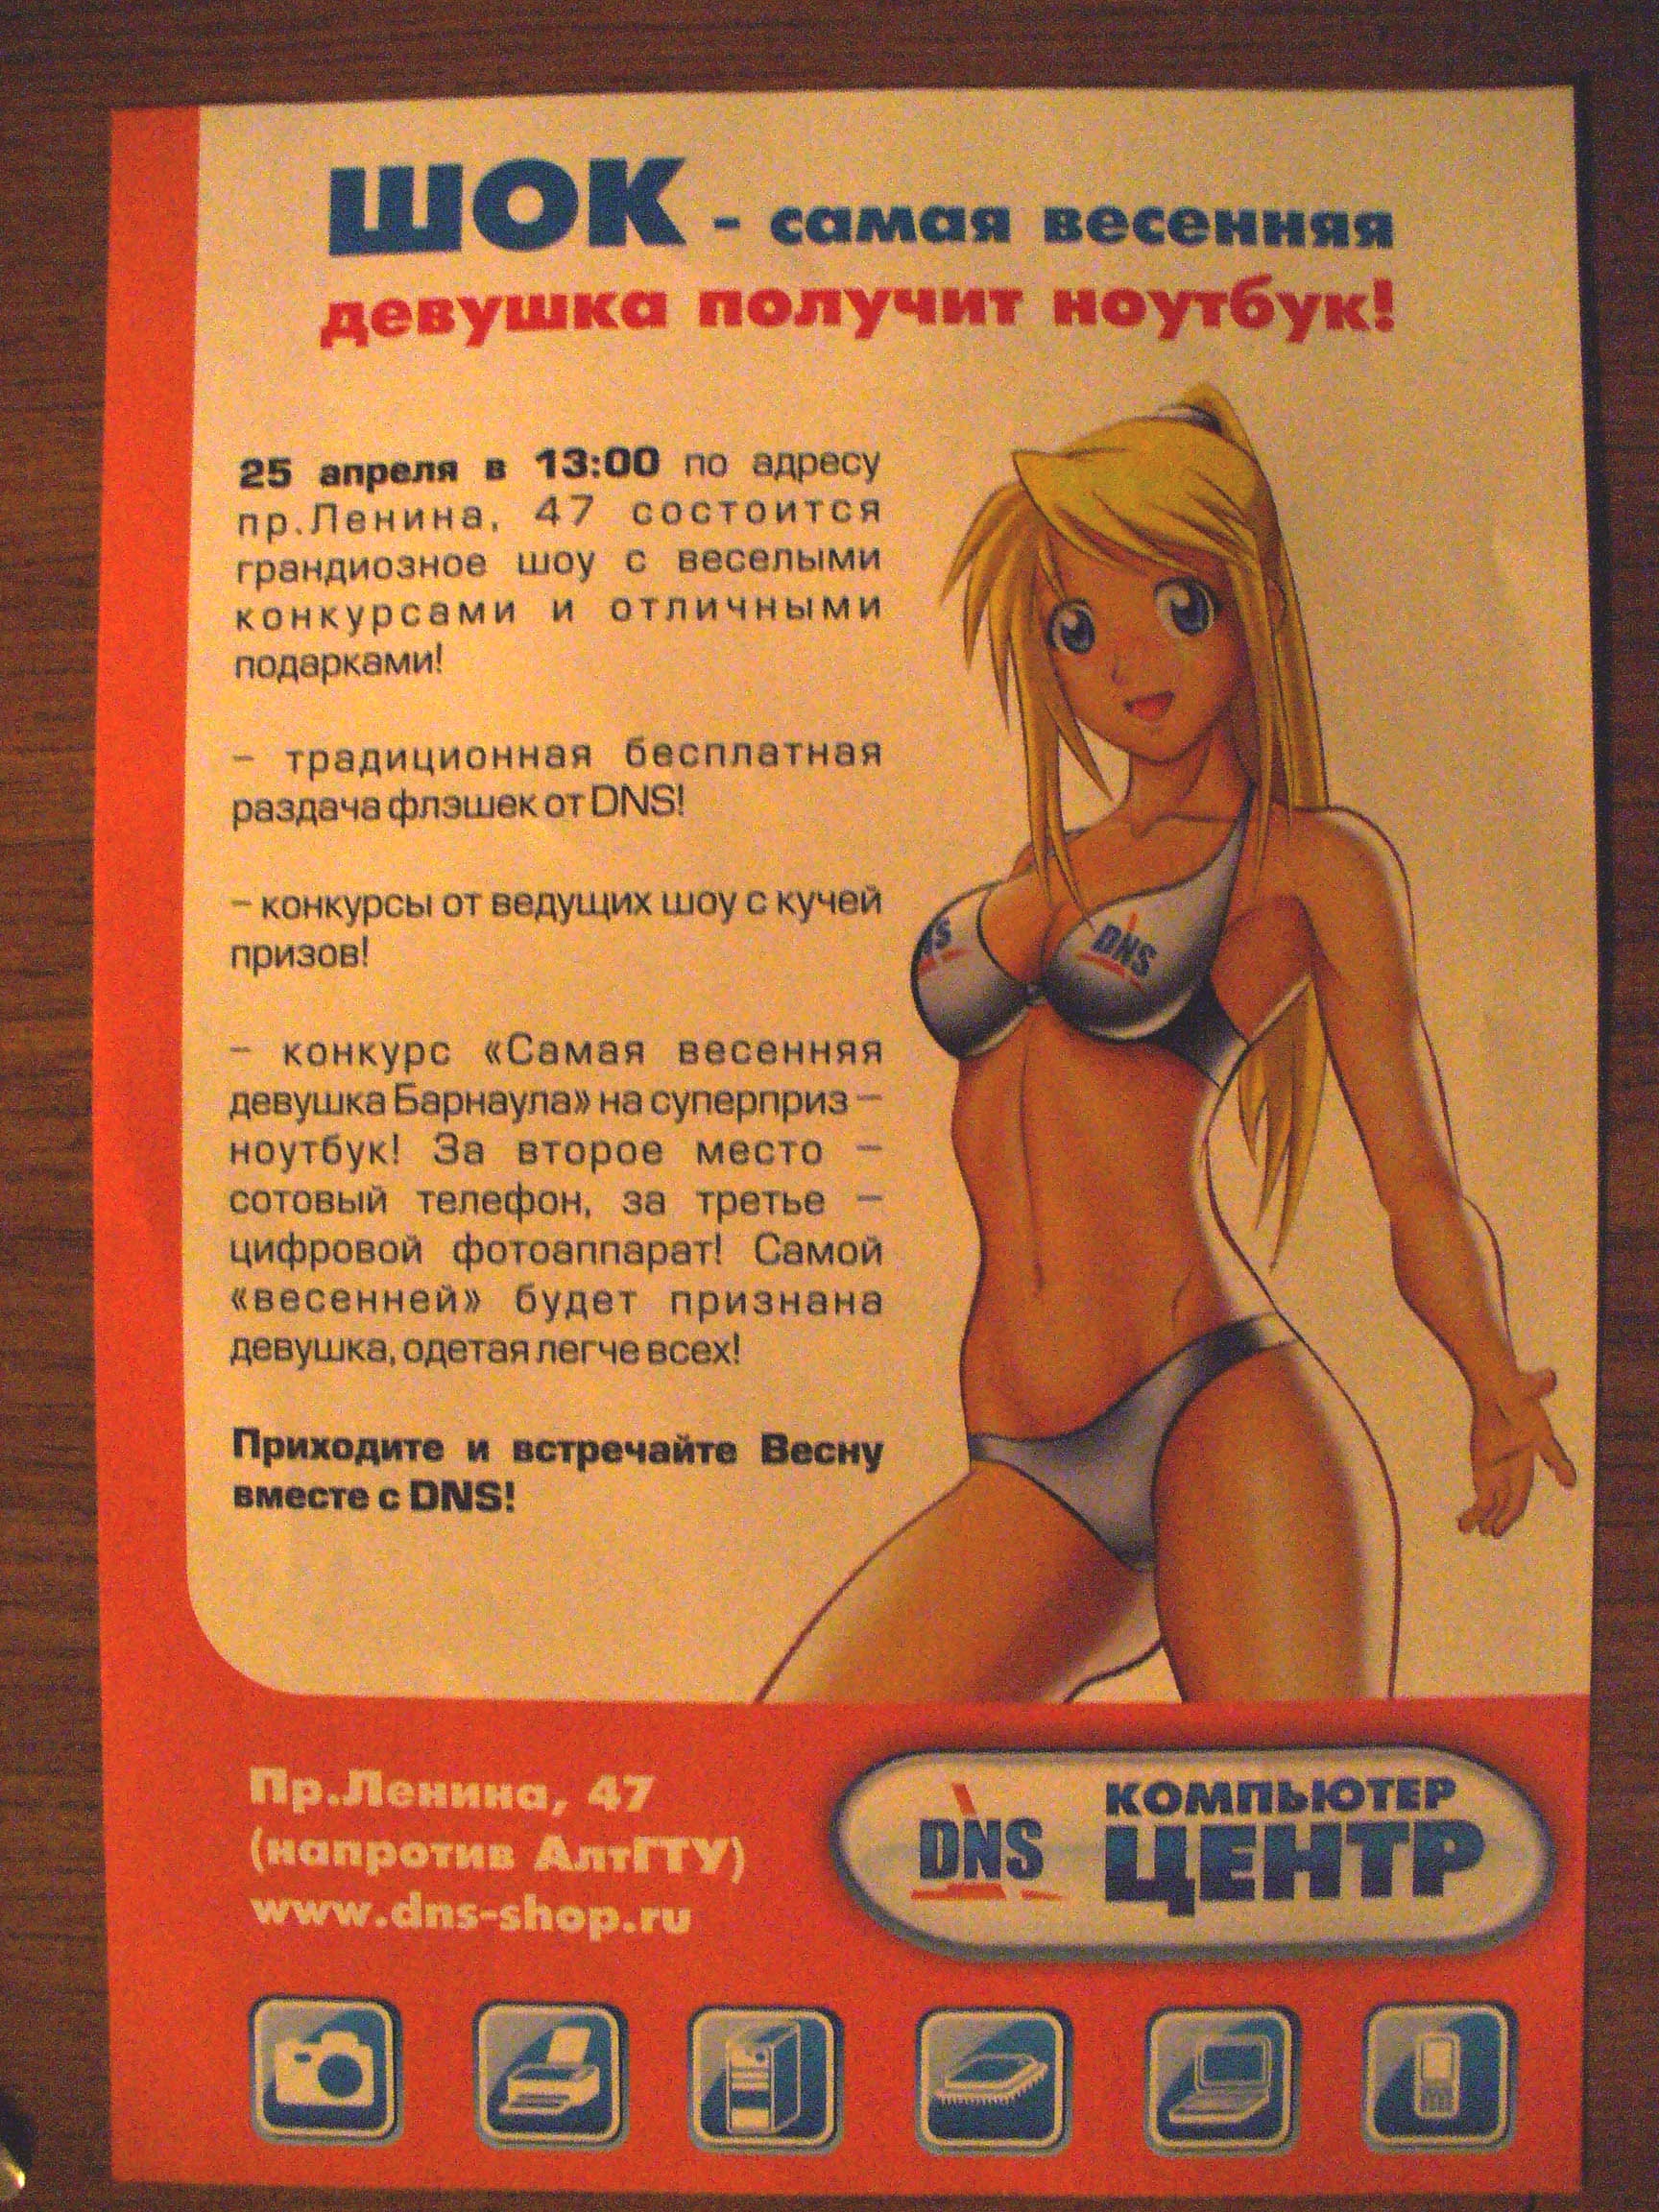 ШОК - самая весенняя
девушка получит ноутбук!
25 апреля в 13:00 по адресу
пр.Ленина, 47 состоится
грандиозное шоу с веселыми
конкурсами и отличными
подарками!
– традиционная бесплатная
раздача флэшек от DNS!
– конкурсы от ведущих шоу с кучей
призов!
– конкурс «Самая весенняя
девушка Барнаула» на суперприз –
ноутбук! За второе место –
сотовый телефон, за третье –
цифровой фотоаппарат! Самой
«весенней» будет признана
девушка, одетая легче всех!
Приходите и встречайте Весну
вместе с DNS!
NS
DNS
Пр.Ленина, 47
(напротив АлтГТУ)
www.dns-shop.ru
DNS
КОМПЬЮТЕР
ЦЕНТР